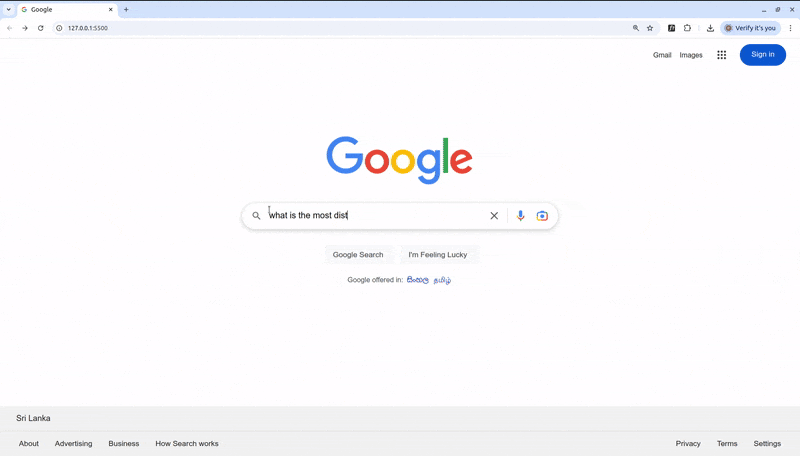 Google
127.0.0.1:5500
Verify it's you
Gmail Images Sign in
Google
what is the most dist
Google Search I'm Feeling Lucky
Google offered in: සිංහල தமிழ்
Sri Lanka
About Advertising Business How Search works Privacy Terms Settings